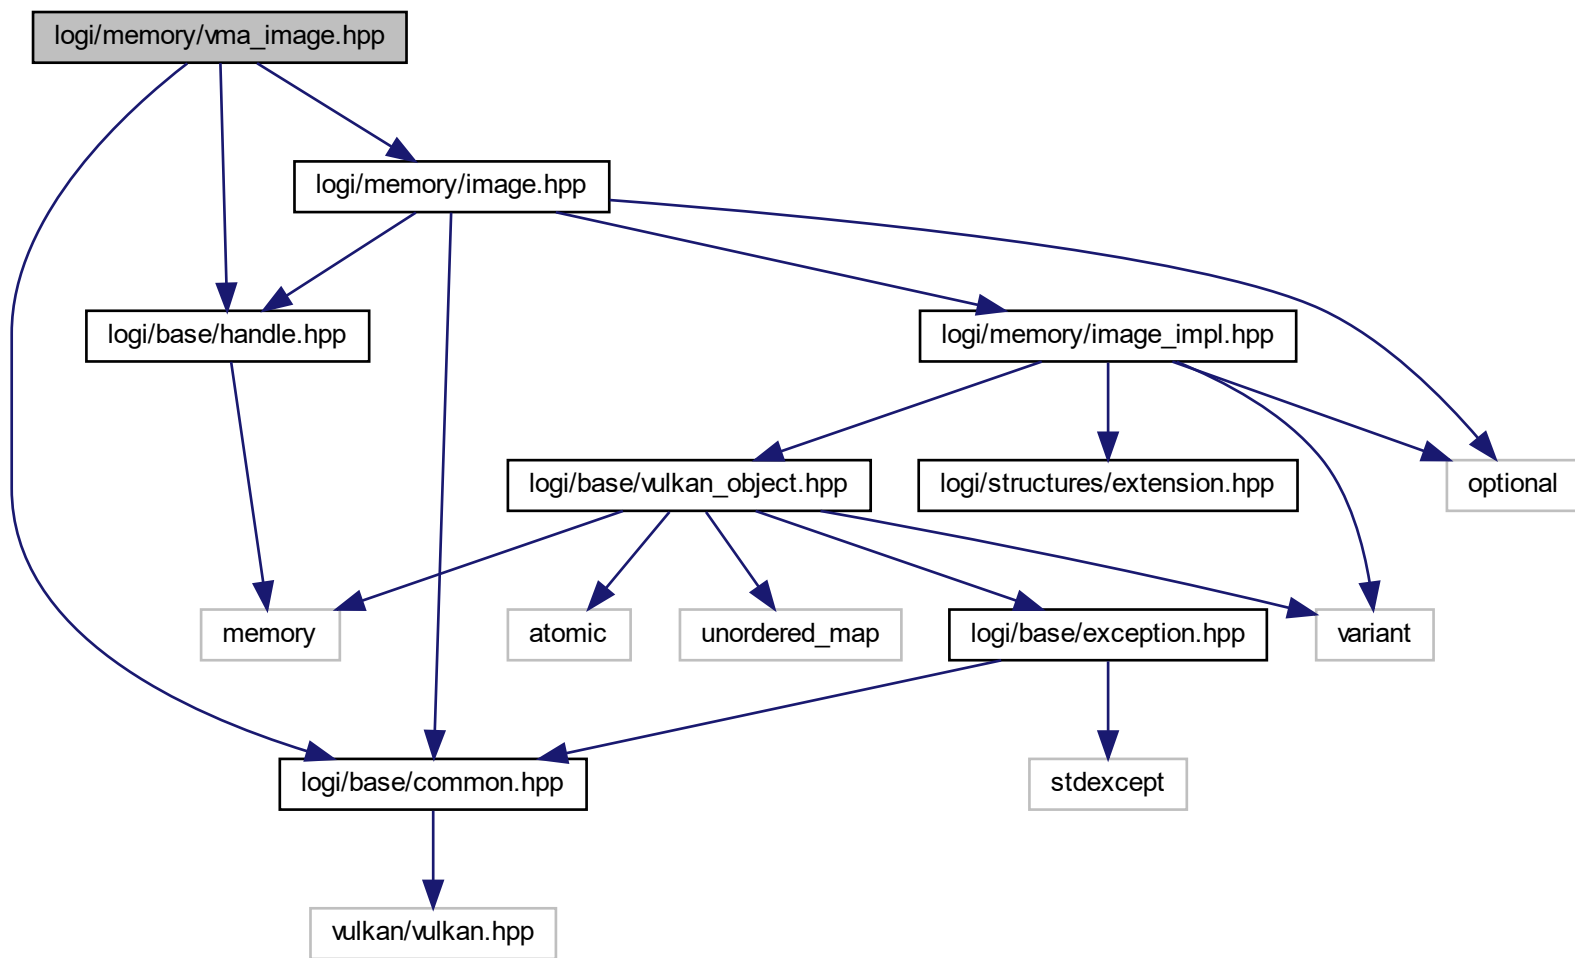 logi/memory/vma_image.hpp
logi/memory/image.hpp
logi/base/handle.hpp
logi/memory/image_impl.hpp
logi/base/vulkan_object.hpp
logi/structures/extension.hpp
optional
memory
atomic
unordered_map
logi/base/exception.hpp
variant
logi/base/common.hpp
stdexcept
vulkan/vulkan.hpp